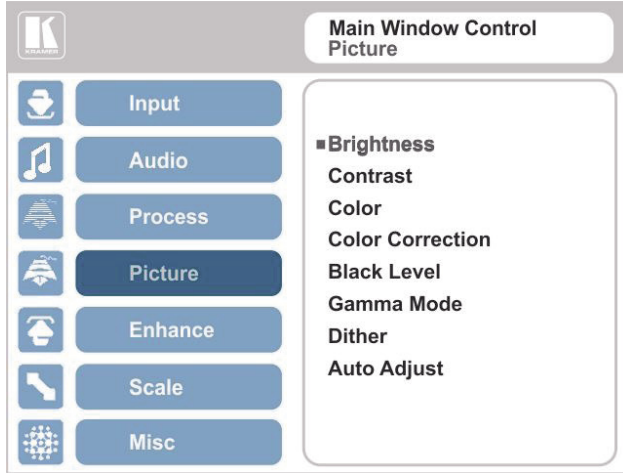 KRAMER
Main Window Control
Picture
Input
Audio
Process
Picture
Enhance
Scale
Misc
Brightness
Contrast
Color
Color Correction
Black Level
Gamma Mode
Dither
Auto Adjust